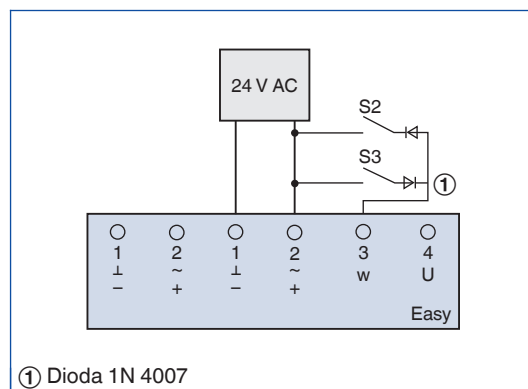 24 V AC
S2
S3
①
1 2 1 2 3 4
⊥ ~ ⊥ ~ w U
− + − +
Easy
① Dioda 1N 4007